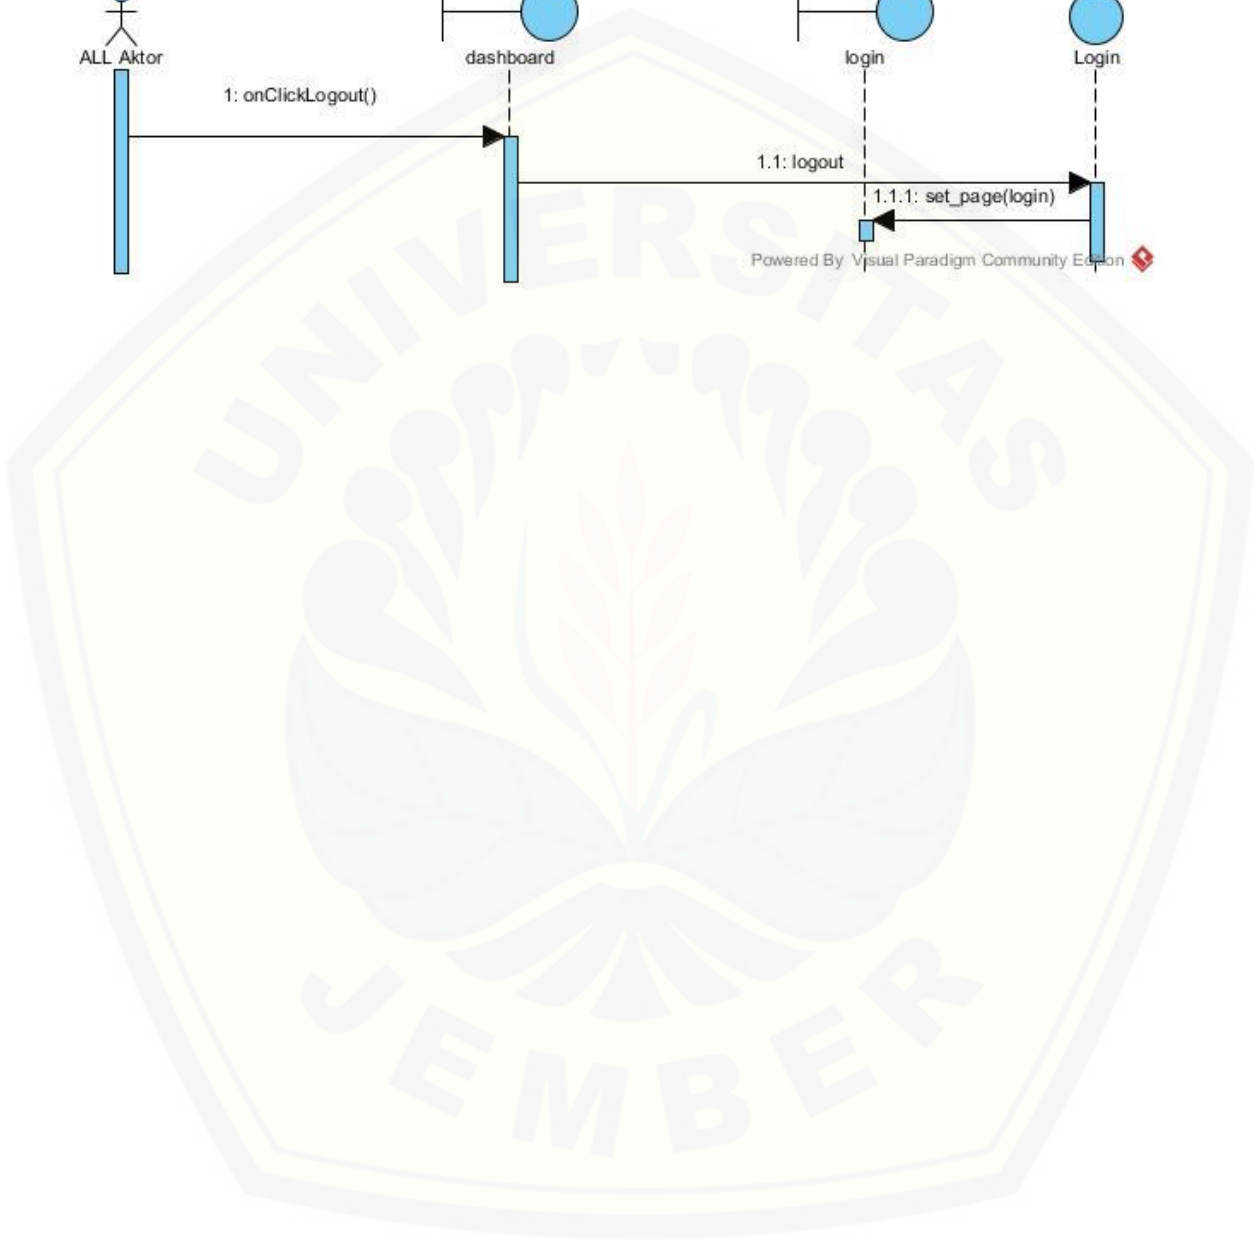 ALL Aktor dashboard login Login
1: onClickLogout()
1.1: logout
1.1.1: set_page(login)
Powered By Visual Paradigm Community Edition
UNIVERSITAS
JEMBER